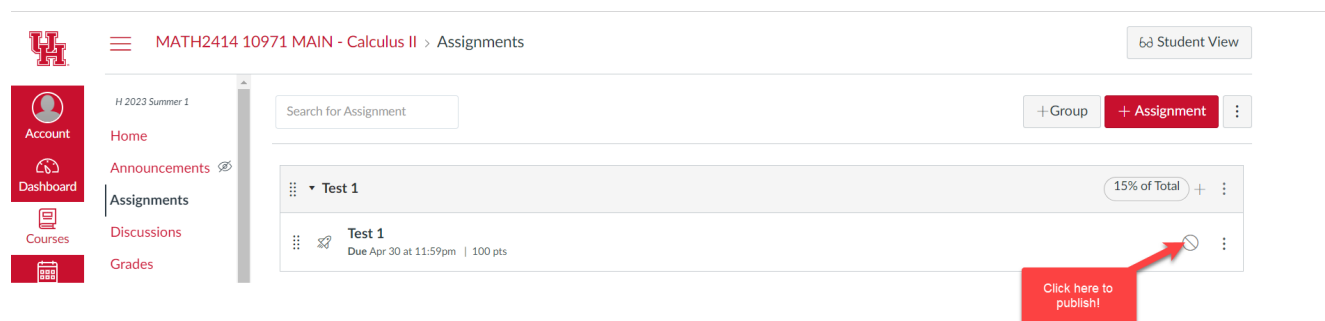 UH
MATH2414 10971 MAIN - Calculus II > Assignments
Student View
Account
Dashboard
Courses
H 2023 Summer 1
Home
Announcements
Assignments
Discussions
Grades
Search for Assignment
+Group
+ Assignment
Test 1
15% of Total
+
Test 1
Due Apr 30 at 11:59pm | 100 pts
Click here to
publish!